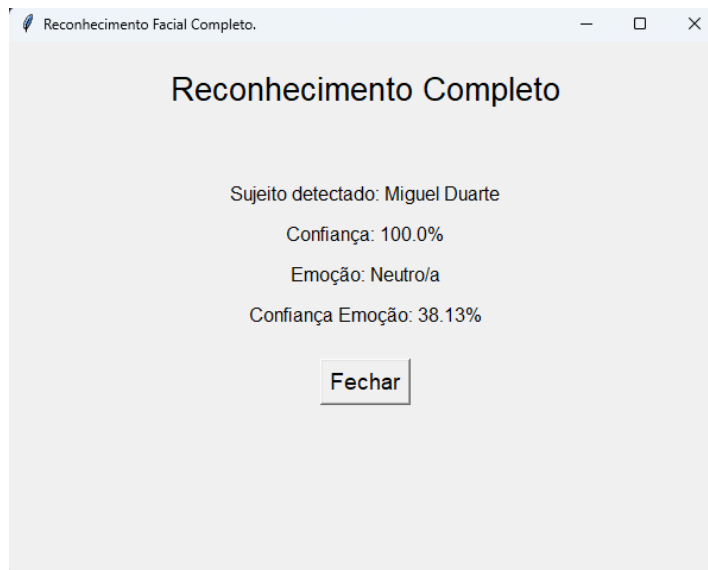 Reconhecimento Facial Completo.
Reconhecimento Completo
Sujeito detectado: Miguel Duarte
Confiança: 100.0%
Emoção: Neutro/a
Confiança Emoção: 38.13%
Fechar